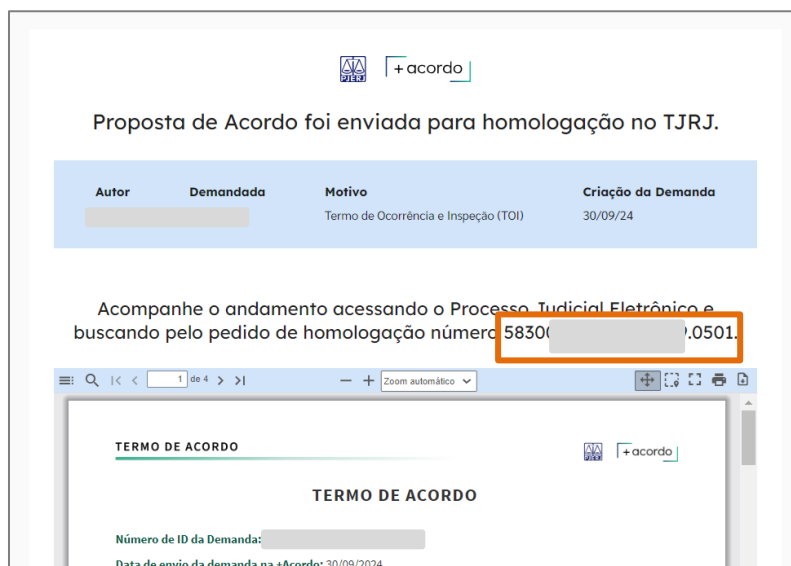 PJERJ
+acordo
Proposta de Acordo foi enviada para homologação no TJRJ.
Autor Demandada Motivo Criação da Demanda
Termo de Ocorrência e Inspeção (TOI) 30/09/24
Acompanhe o andamento acessando o Processo Judicial Eletrônico e
buscando pelo pedido de homologação número 5830 .0501.
1 de 4 Zoom automático
TERMO DE ACORDO
PJERJ
+acordo
TERMO DE ACORDO
Número de ID da Demanda:
Data de envio da demanda na +Acordo: 30/09/2024